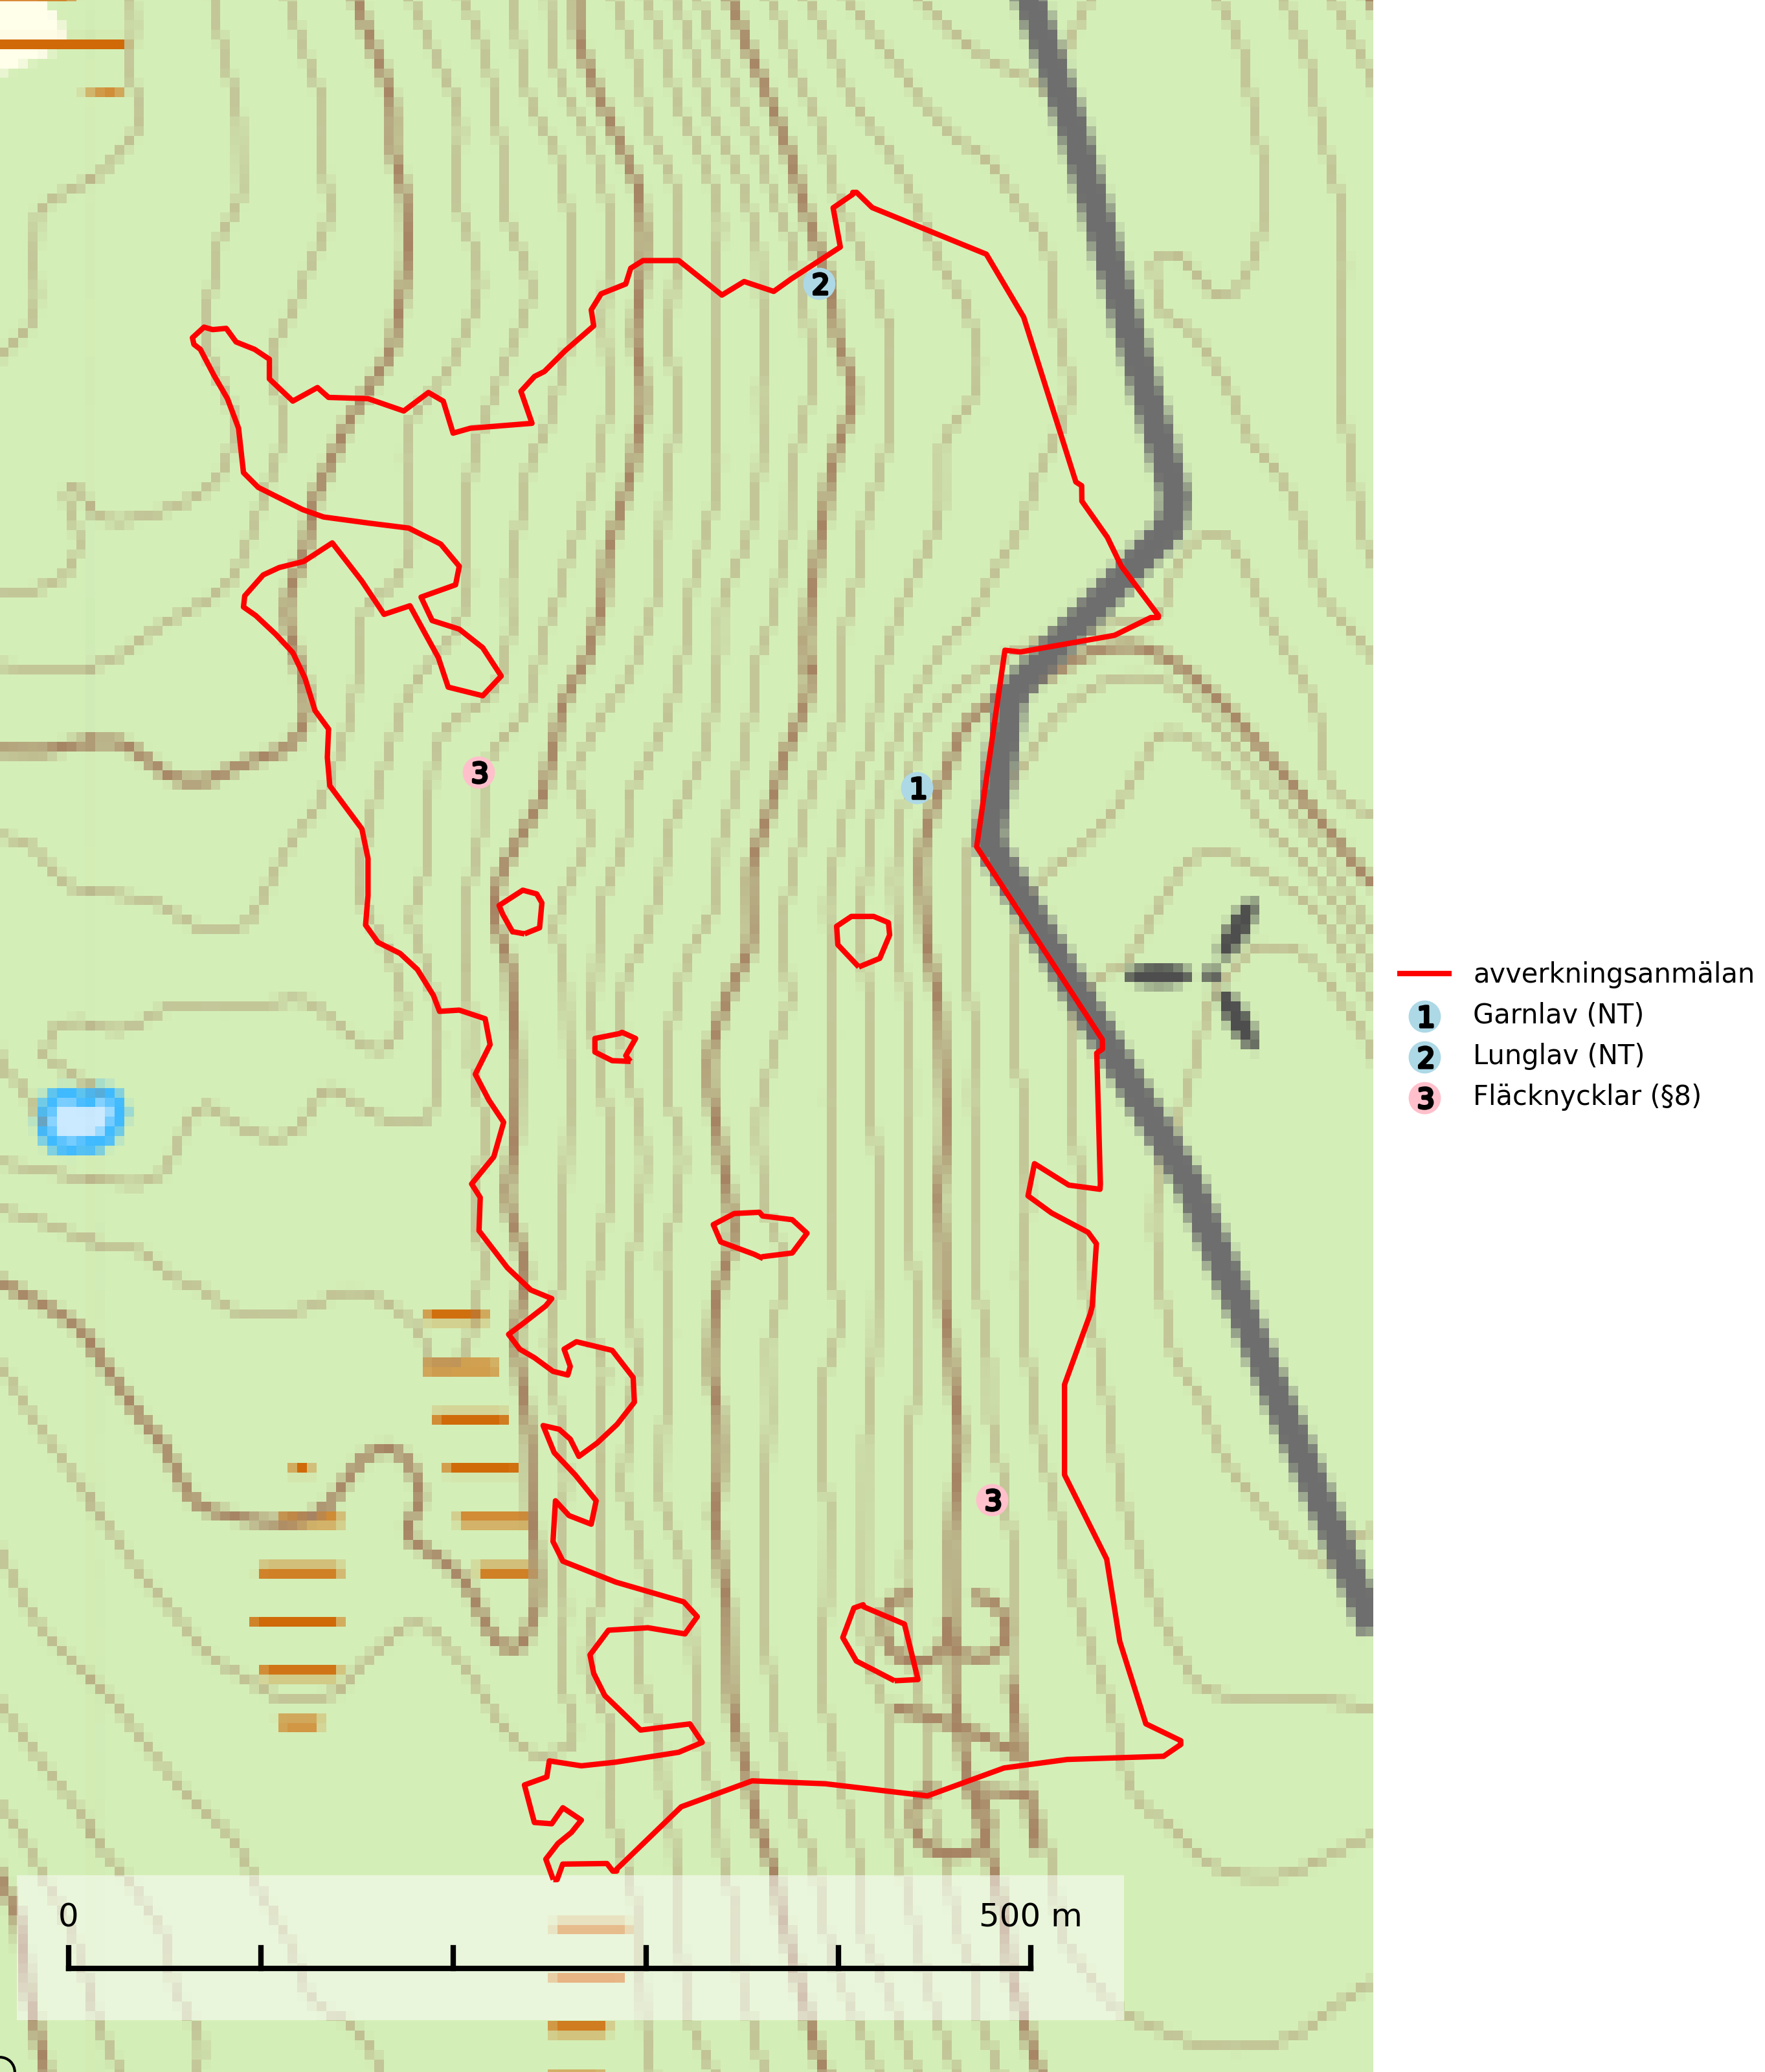 2
3
1
3
avverkningsanmälan
1 Garnlav (NT)
2 Lunglav (NT)
3 Fläcknycklar (§8)
0 500 m